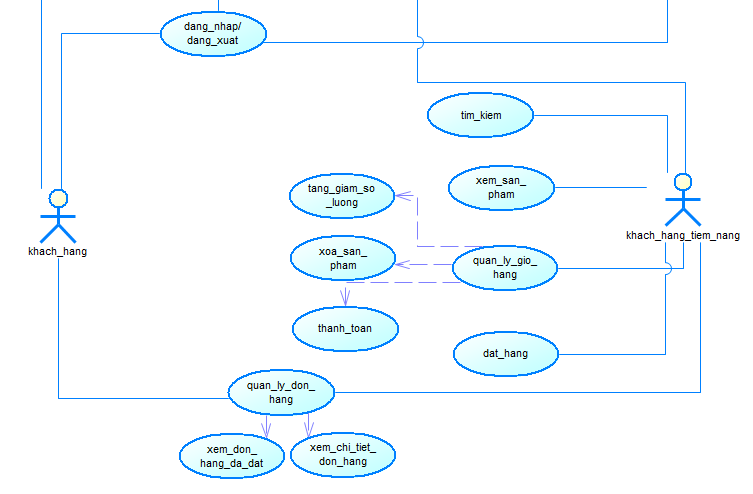 dang_nhap/
dang_xuat
tim_kiem
tang_giam_so
_luong
xem_san_
pham
khach_hang
khach_hang_tiem_nang
xoa_san_
pham
quan_ly_gio_
hang
thanh_toan
dat_hang
quan_ly_don_
hang
xem_don_
hang_da_dat
xem_chi_tiet_
don_hang